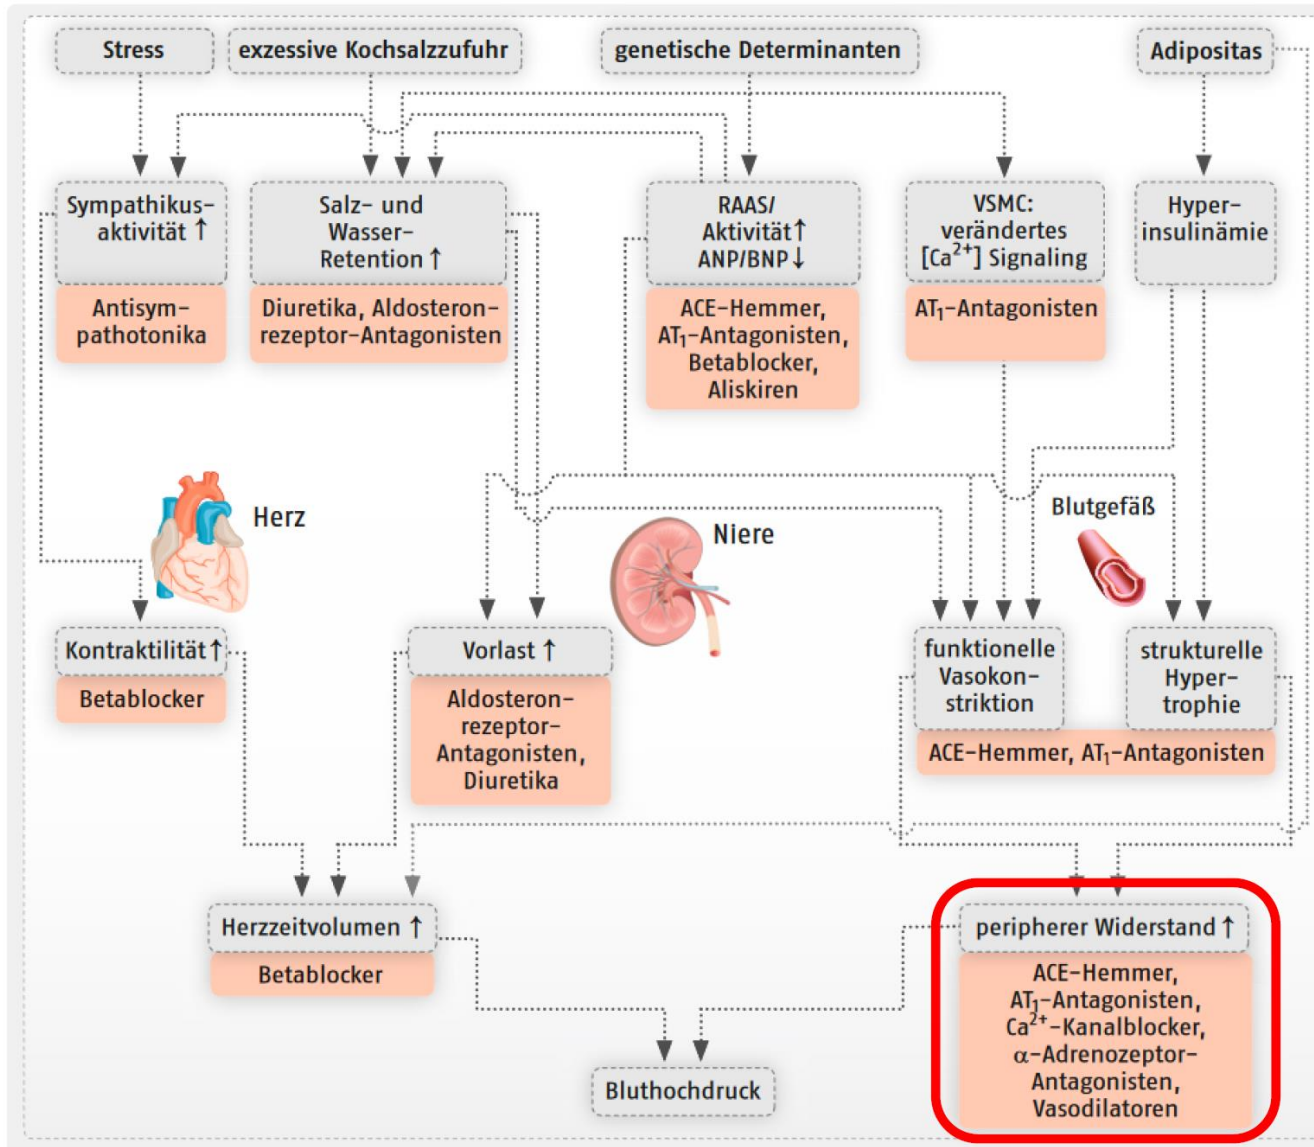 Stress
exzessive Kochsalzzufuhr
genetische Determinanten
Adipositas
Sympathikus-
aktivität ↑
Antisym-
pathotonika
Salz- und
Wasser-
Retention ↑
Diuretika, Aldosteron-
rezeptor-Antagonisten
RAAS/
Aktivität↑
ANP/BNP↓
ACE-Hemmer,
AT₁-Antagonisten,
Betablocker,
Aliskiren
VSMC:
verändertes
[Ca²⁺] Signaling
AT₁-Antagonisten
Hyper-
insulinämie
Herz
Niere
Blutgefäß
Kontraktilität↑
Betablocker
Vorlast ↑
Aldosteron-
rezeptor-
Antagonisten,
Diuretika
funktionelle
Vasokon-
striktion
strukturelle
Hyper-
trophie
ACE-Hemmer, AT₁-Antagonisten
Herzzeitvolumen ↑
Betablocker
peripherer Widerstand ↑
ACE-Hemmer,
AT₁-Antagonisten,
Ca²⁺-Kanalblocker,
α-Adrenozeptor-
Antagonisten,
Vasodilatoren
Bluthochdruck